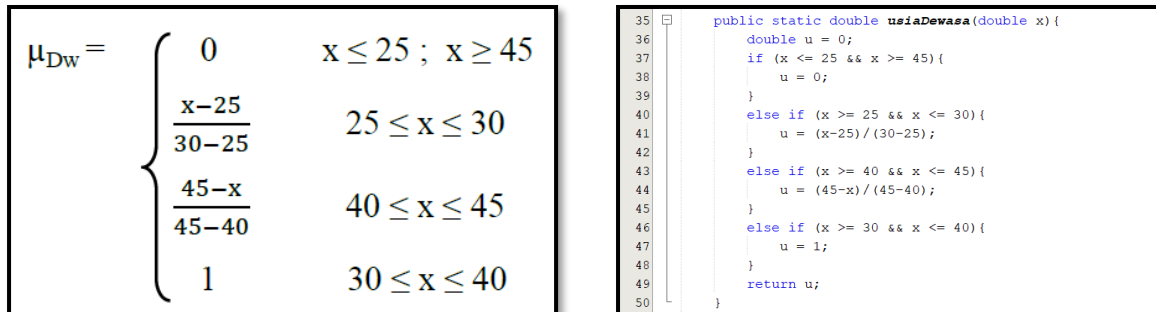 μDw = 0 x ≤ 25 ; x ≥ 45
x−25
30−25
25 ≤ x ≤ 30
45−x
45−40
40 ≤ x ≤ 45
1 30 ≤ x ≤ 40
35 public static double usiaDewasa(double x){
36 double u = 0;
37 if (x <= 25 && x >= 45){
38 u = 0;
39 }
40 else if (x >= 25 && x <= 30){
41 u = (x-25)/(30-25);
42 }
43 else if (x >= 40 && x <= 45){
44 u = (45-x)/(45-40);
45 }
46 else if (x >= 30 && x <= 40){
47 u = 1;
48 }
49 return u;
50 }